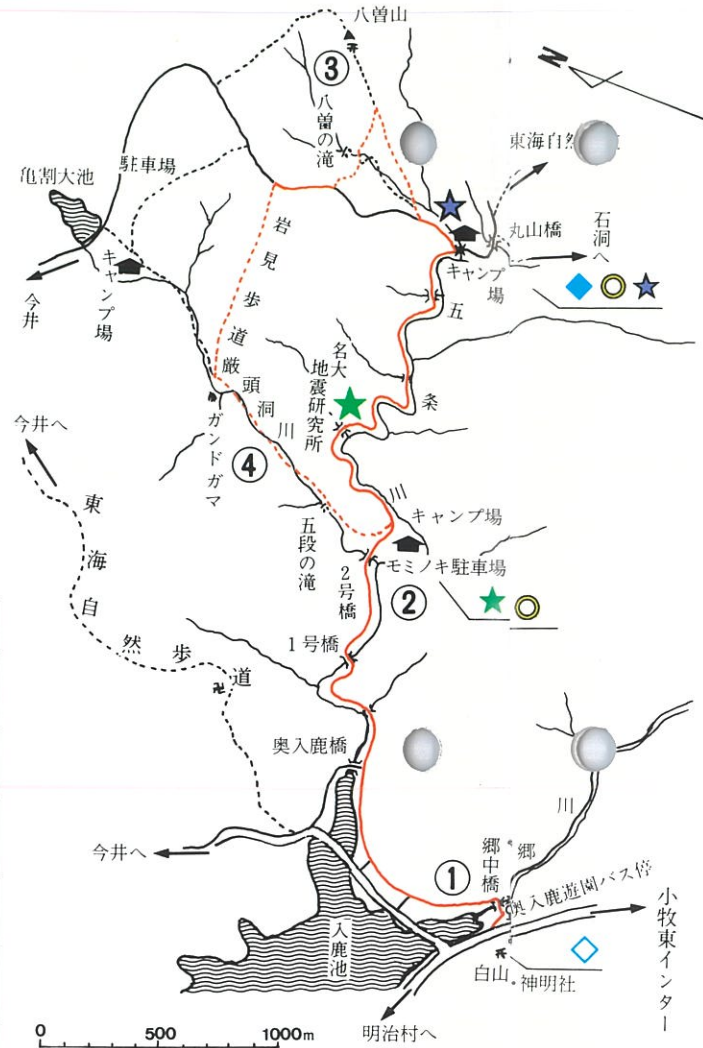 八曽山
③
八曽の滝
N
東海自然
駐車場
亀割大池
丸山橋
石洞へ
キャンプ場
キャンプ場
今井
岩見歩道
五条川
名大
地震研究所
厳頭洞川
ガンドガマ
今井へ
④
東海自然歩道
キャンプ場
五段の滝
モミノキ駐車場
2号橋
②
1号橋
奥入鹿橋
郷川
郷中橋
今井へ
①
奥入鹿遊園バス停
入鹿池
小牧東インター
白山・神明社
明治村へ
0 500 1000m